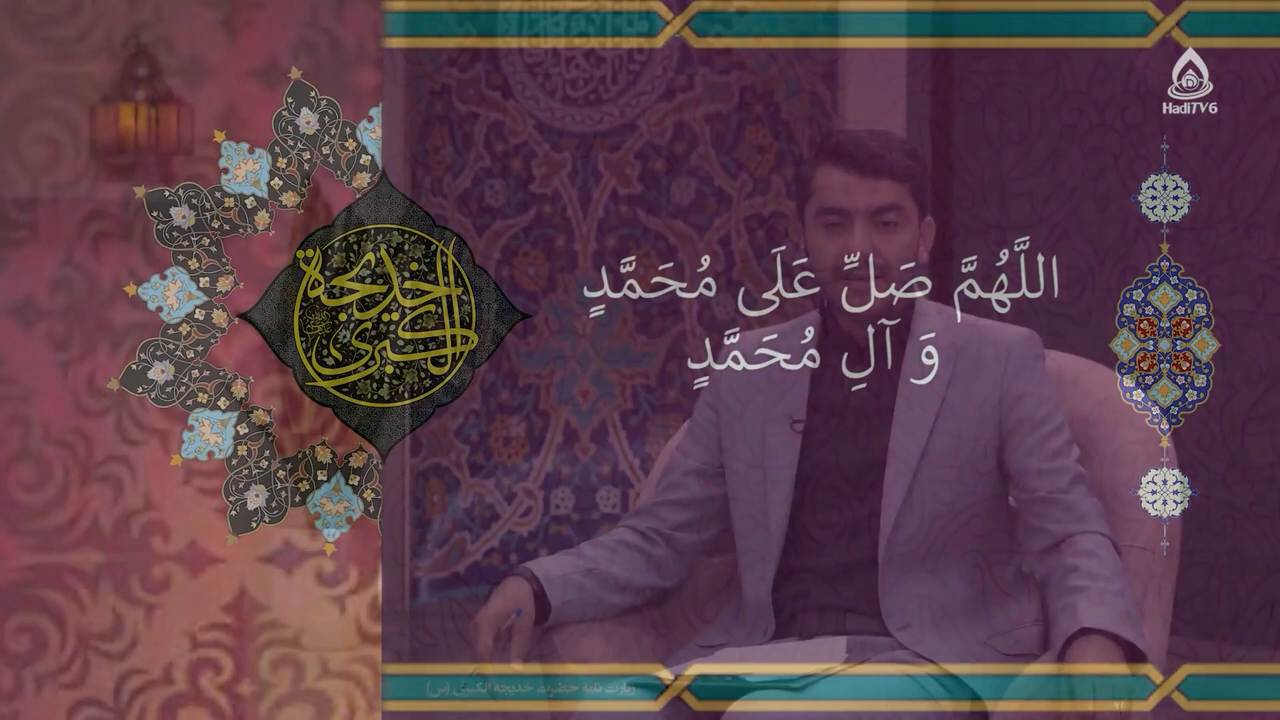 HadiTV6
اللَّهُمَّ صَلِّ عَلَى مُحَمَّدٍ
وَ آلِ مُحَمَّدٍ
خديجة
الكبرى
زیارت نامه حضرت خدیجه الکبری (س)